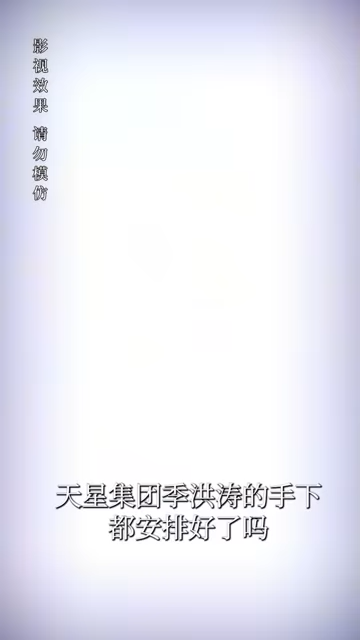 影视效果 请勿模仿
天星集团季洪涛的手下
都安排好了吗